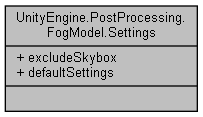 UnityEngine.PostProcessing.
FogModel.Settings
+ excludeSkybox
+ defaultSettings